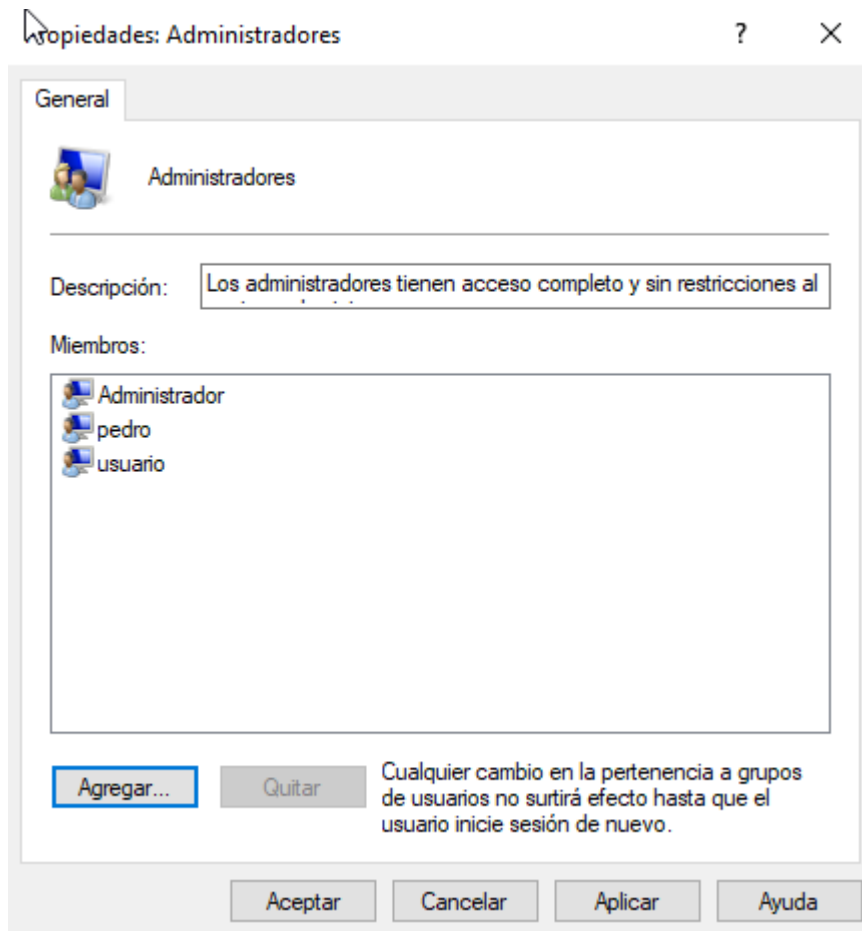 ropiedades: Administradores
?
General
Administradores
Descripción:
Los administradores tienen acceso completo y sin restricciones al
Miembros:
Administrador
pedro
usuario
Agregar...
Quitar
Cualquier cambio en la pertenencia a grupos
de usuarios no surtirá efecto hasta que el
usuario inicie sesión de nuevo.
Aceptar
Cancelar
Aplicar
Ayuda